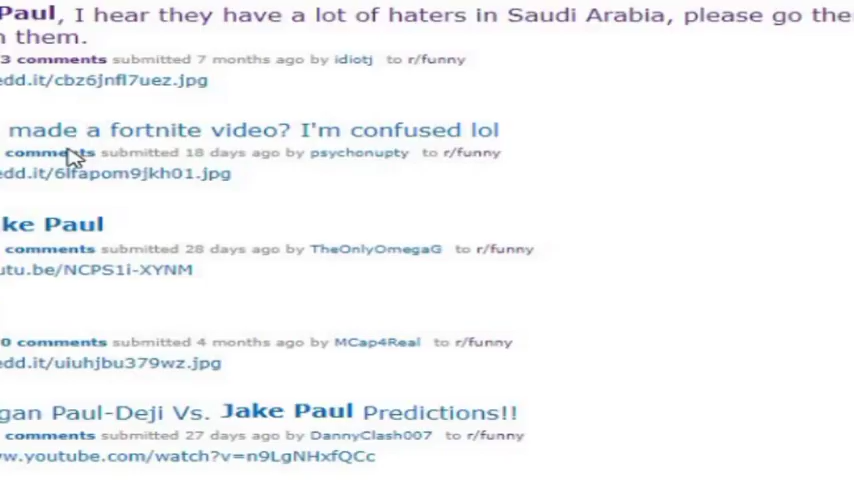 Paul, I hear they have a lot of haters in Saudi Arabia, please go the
them.
3 comments submitted 7 months ago by idiotj to r/funny
edd.it/cbz6jnfl7uez.jpg
made a fortnite video? I'm confused lol
comments submitted 18 days ago by psychonupty to r/funny
edd.it/6lfapom9jkh01.jpg
ke Paul
comments submitted 28 days ago by TheOnlyOmegaG to r/funny
utu.be/NCPS1i-XYNM
0 comments submitted 4 months ago by MCap4Real to r/funny
edd.it/uiuhjbu379wz.jpg
gan Paul-Deji Vs. Jake Paul Predictions!!
comments submitted 27 days ago by DannyClash007 to r/funny
w.youtube.com/watch?v=n9LgNHxfQCc